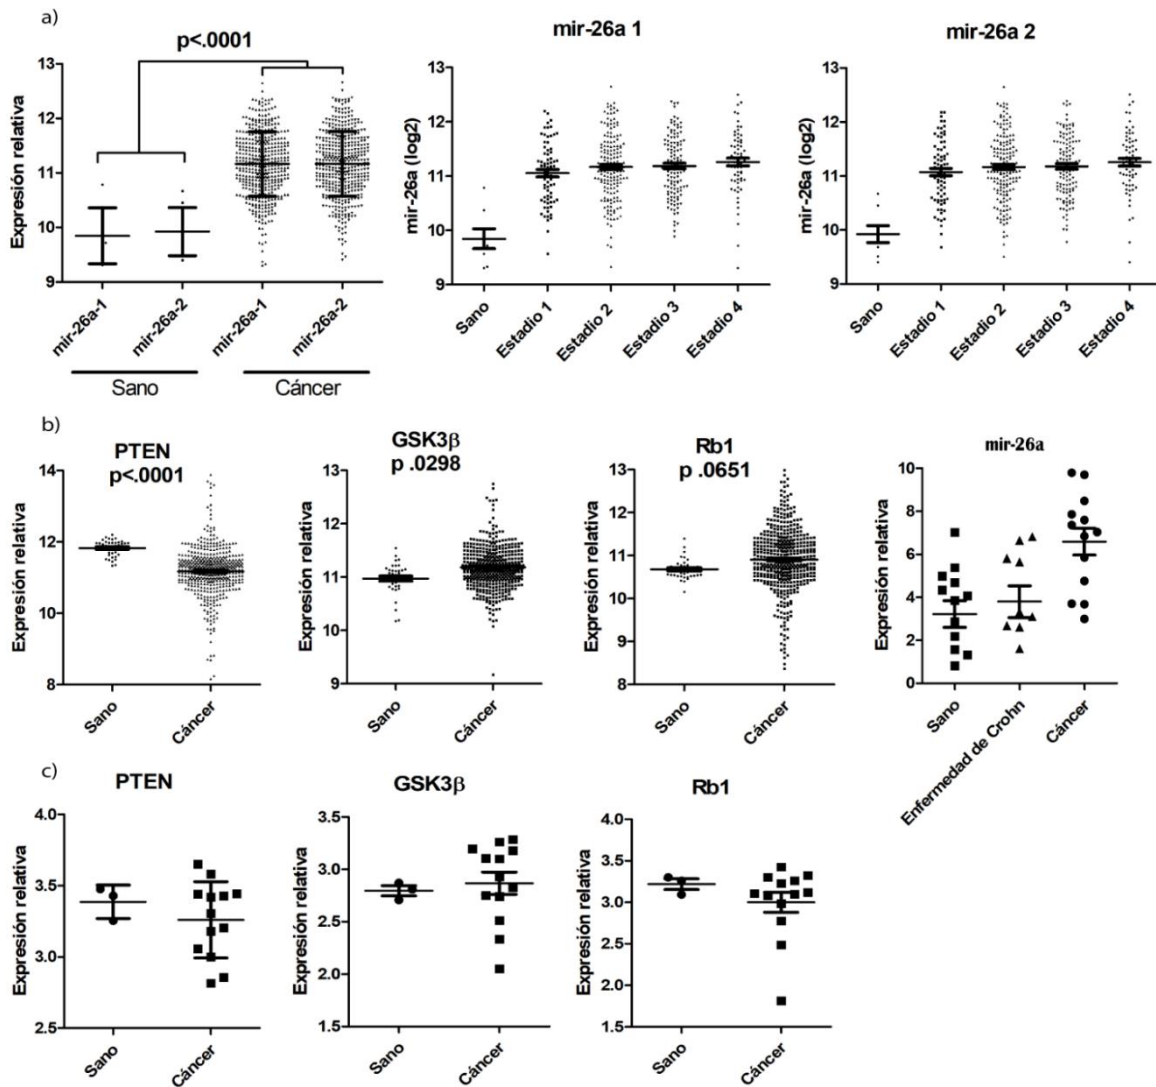 a)
p<.0001
Expresión relativa
13
12
11
10
9
mir-26a-1
mir-26a-2
mir-26a-1
mir-26a-2
Sano
Cáncer
mir-26a 1
mir-26a (log2)
13
12
11
10
9
Sano
Estadio 1
Estadio 2
Estadio 3
Estadio 4
mir-26a 2
mir-26a (log2)
13
12
11
10
9
Sano
Estadio 1
Estadio 2
Estadio 3
Estadio 4
b)
PTEN
p<.0001
Expresión relativa
14
12
10
8
Sano
Cáncer
GSK3β
p .0298
Expresión relativa
13
12
11
10
9
Sano
Cáncer
Rb1
p .0651
Expresión relativa
13
12
11
10
9
8
Sano
Cáncer
mir-26a
Expresión relativa
10
8
6
4
2
0
Sano
Enfermedad de Crohn
Cáncer
c)
PTEN
Expresión relativa
4.0
3.5
3.0
2.5
Sano
Cáncer
GSK3β
Expresión relativa
3.5
3.0
2.5
2.0
1.5
Sano
Cáncer
Rb1
Expresión relativa
4.0
3.5
3.0
2.5
2.0
1.5
Sano
Cáncer